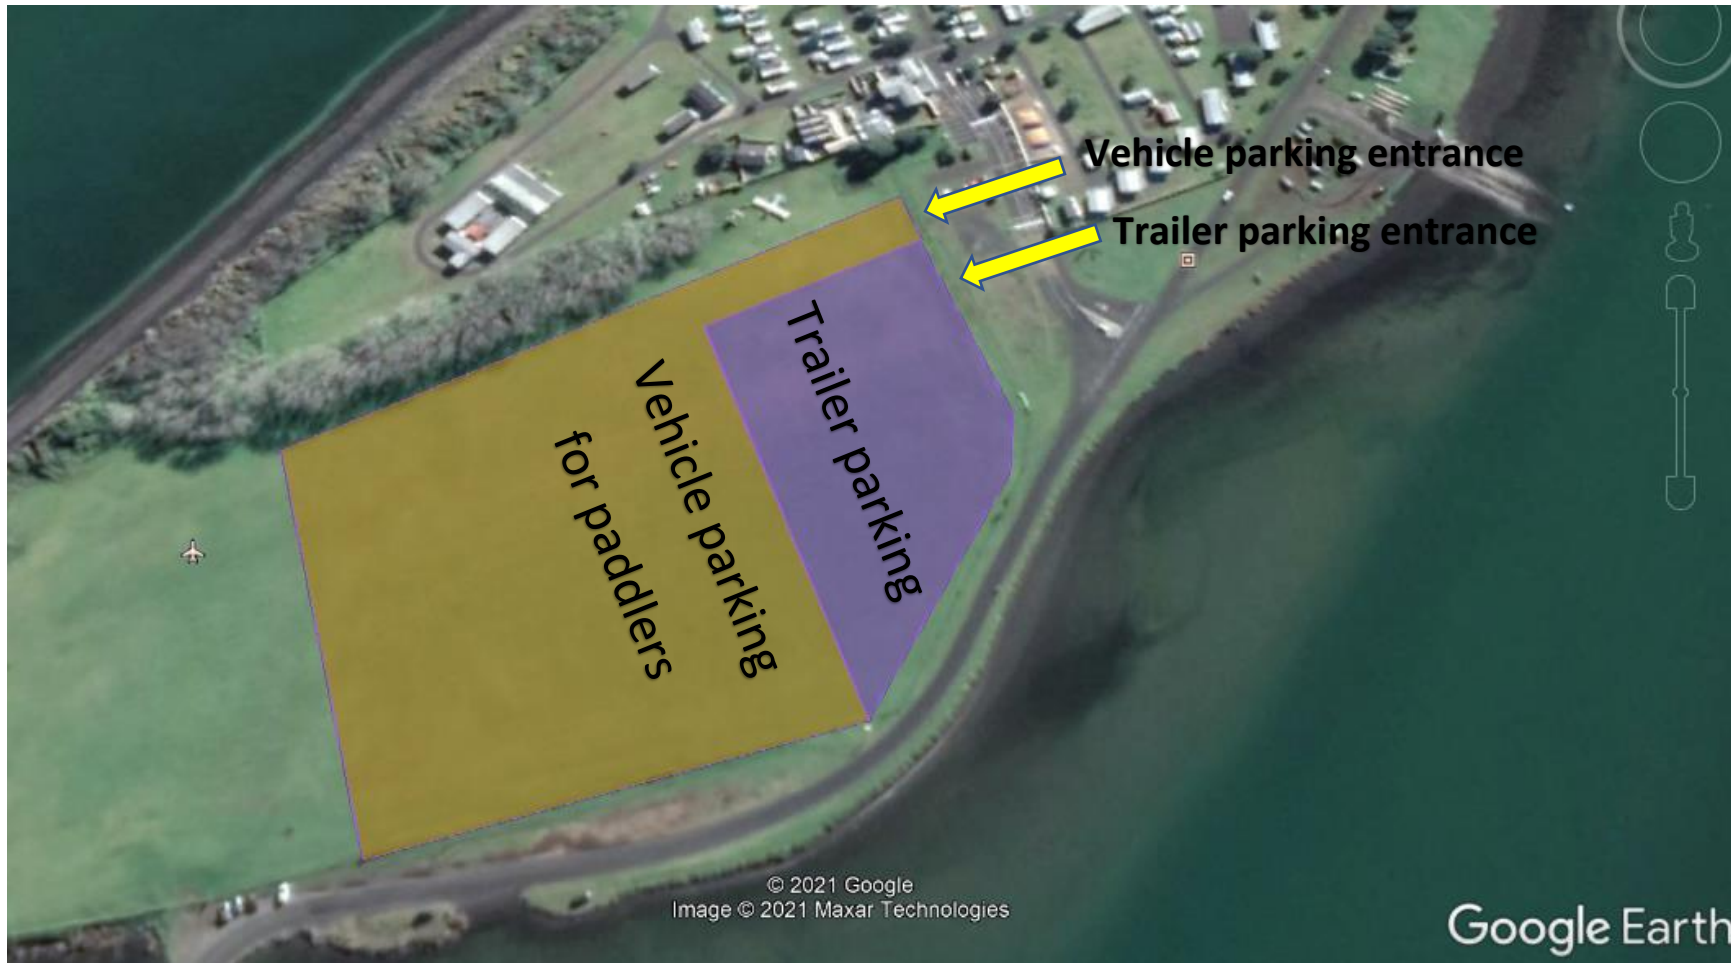 Vehicle parking entrance
Trailer parking entrance
Trailer parking
Vehicle parking
for paddlers
© 2021 Google
Image © 2021 Maxar Technologies
Google Earth